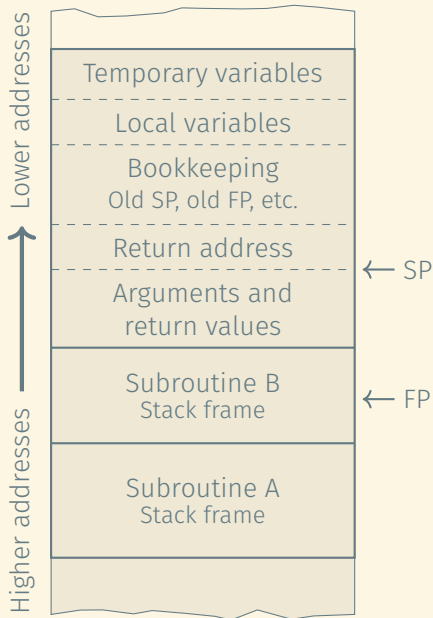 Lower addresses
Higher addresses
Temporary variables
Local variables
Bookkeeping
Old SP, old FP, etc.
Return address
SP
Arguments and
return values
Subroutine B
Stack frame
FP
Subroutine A
Stack frame